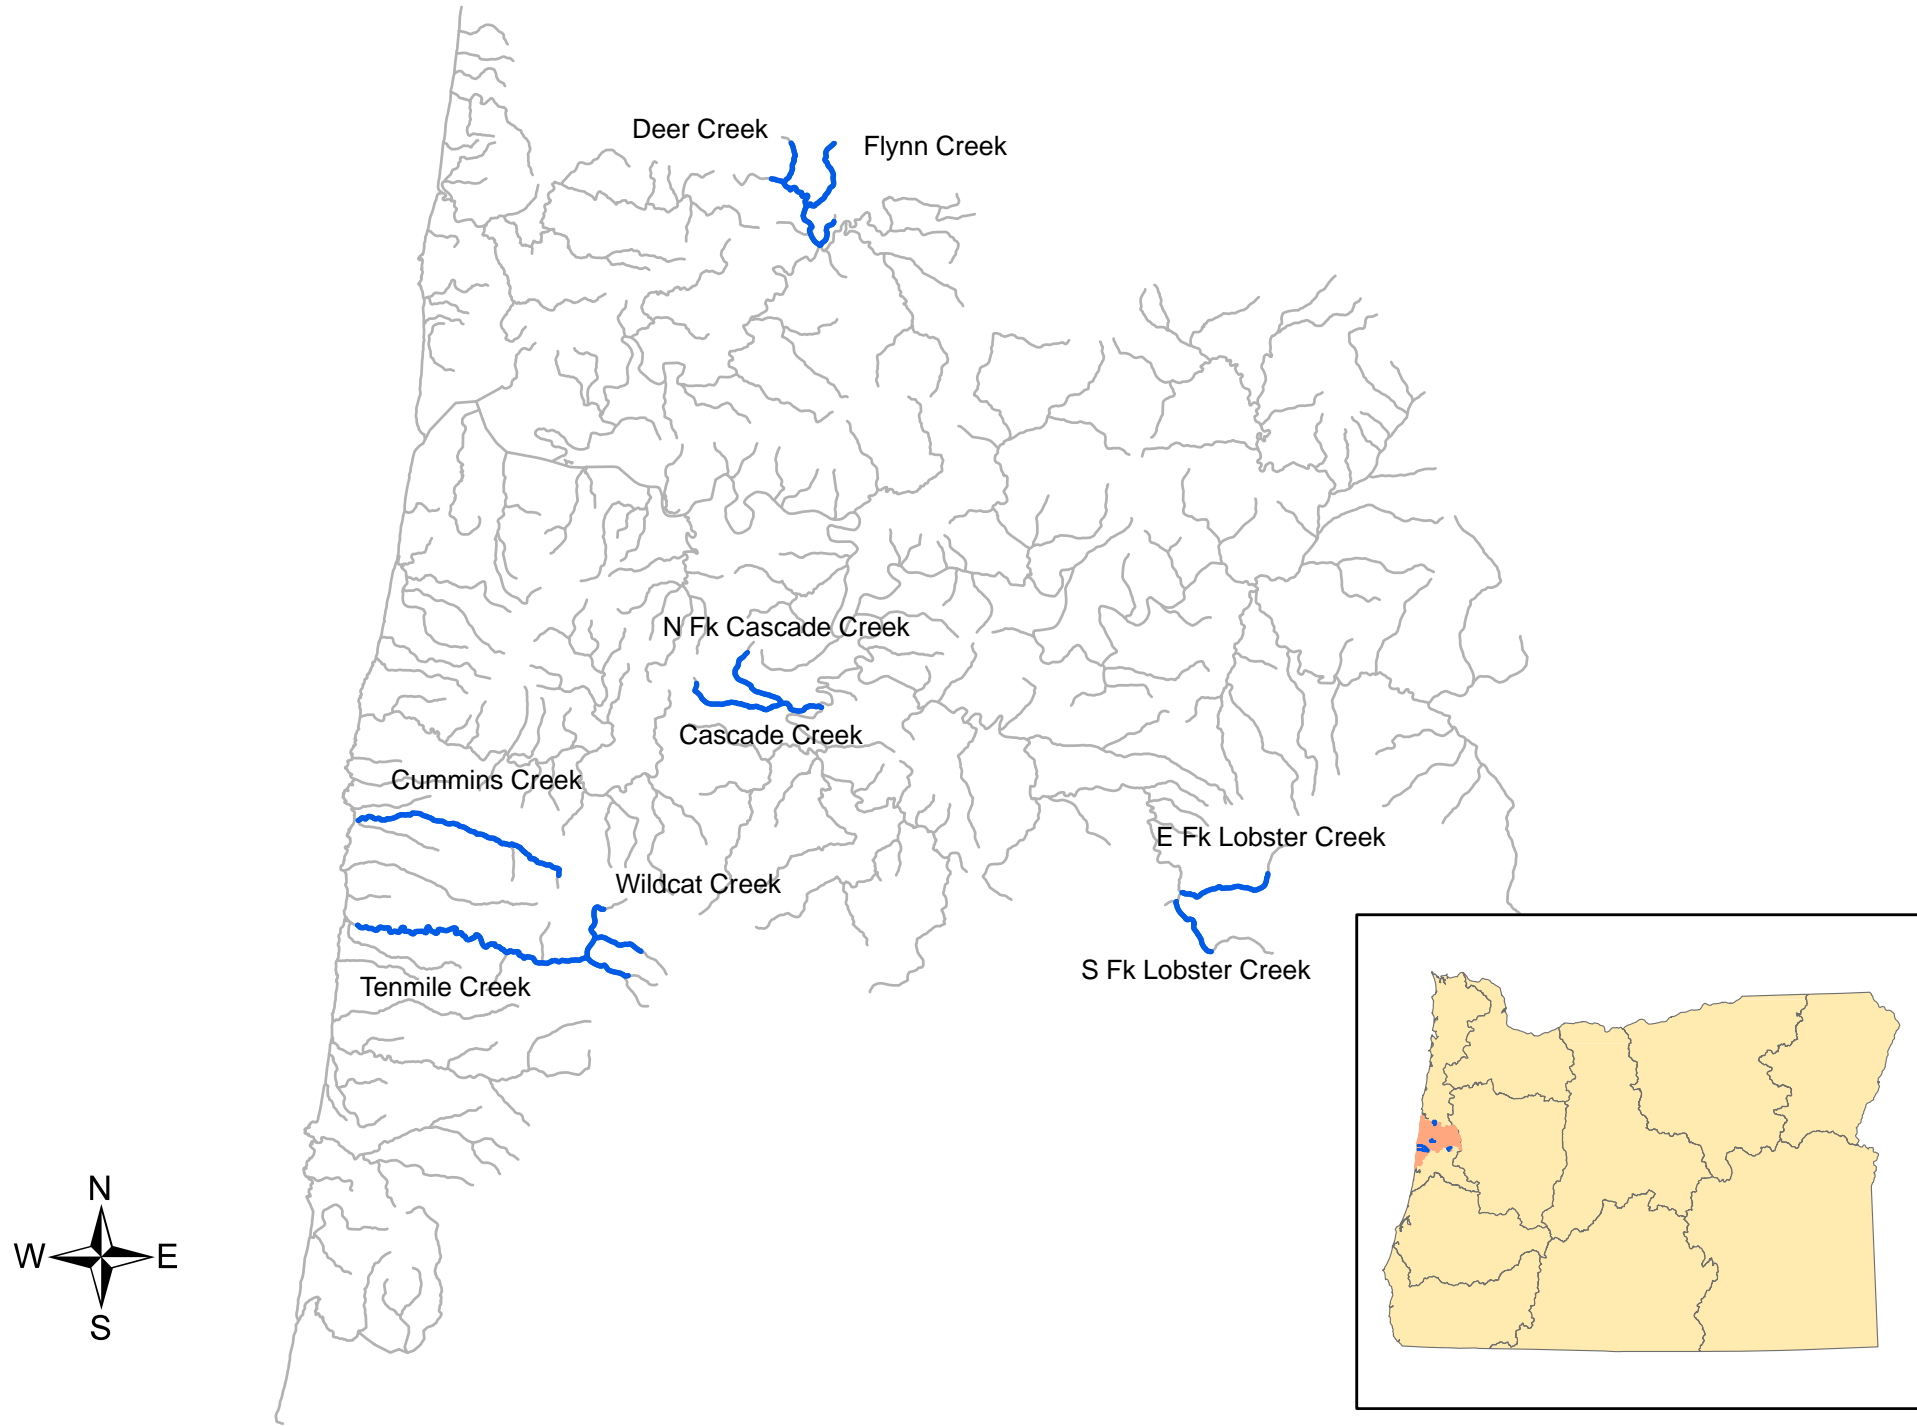 Deer Creek
Flynn Creek
N Fk Cascade Creek
Cascade Creek
Cummins Creek
E Fk Lobster Creek
Wildcat Creek
S Fk Lobster Creek
Tenmile Creek
N
W E
S